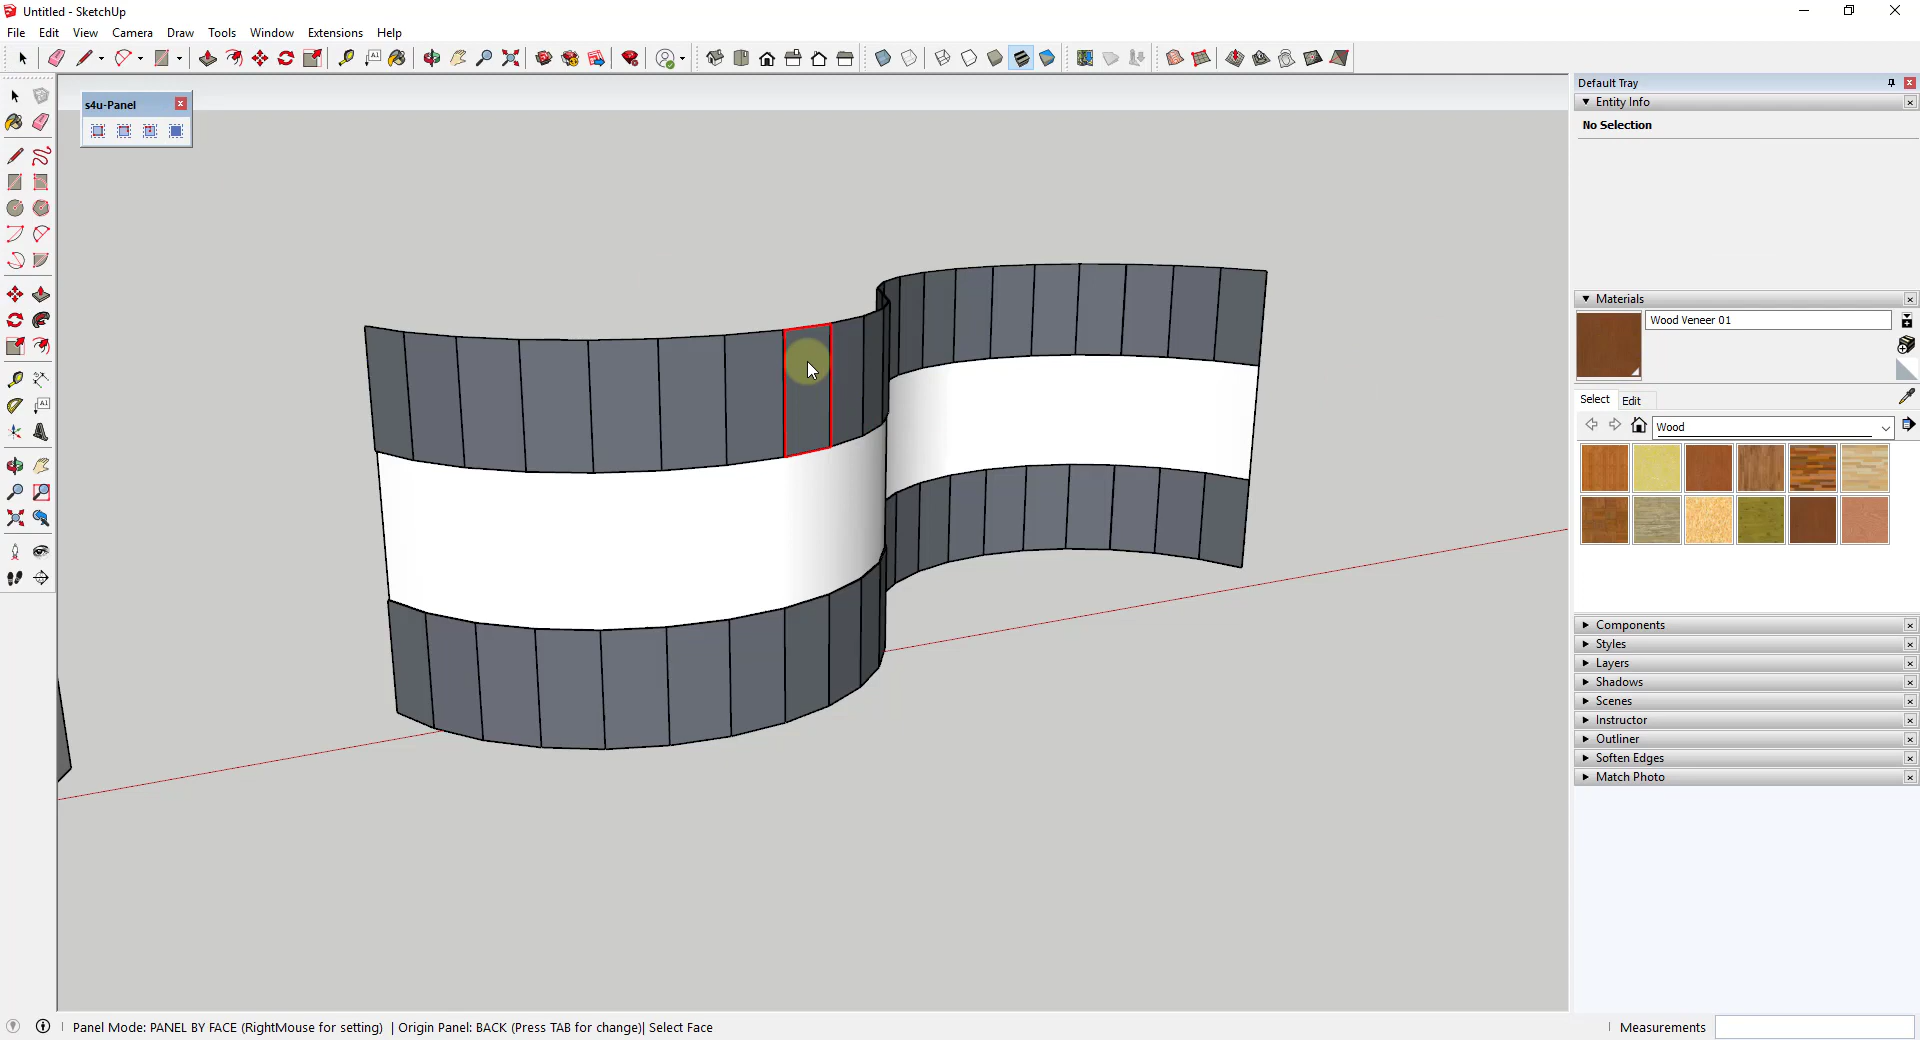 Untitled - SketchUp
File Edit View Camera Draw Tools Window Extensions Help
s4u-Panel
Default Tray
Entity Info
No Selection
Materials
Wood Veneer 01
Select Edit
Wood
Components
Styles
Layers
Shadows
Scenes
Instructor
Outliner
Soften Edges
Match Photo
Panel Mode: PANEL BY FACE (RightMouse for setting) | Origin Panel: BACK (Press TAB for change)| Select Face
Measurements